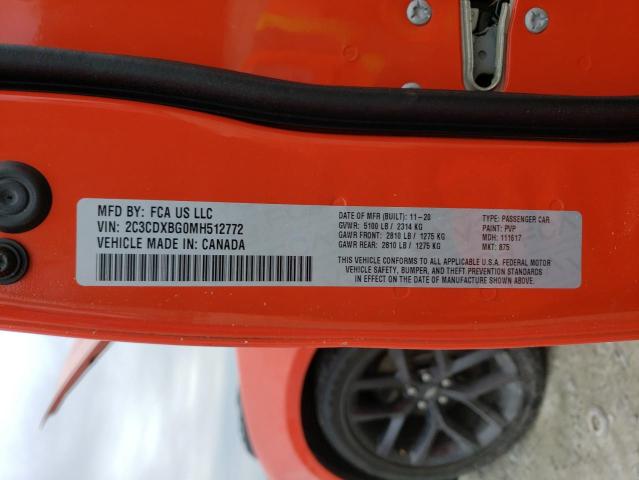 MFD BY: FCA US LLC
VIN: 2C3CDXBG0MH512772
VEHICLE MADE IN: CANADA
DATE OF MFR (BUILT): 11-20
GVWR: 5100 LB / 2314 KG
GAWR FRONT: 2810 LB / 1275 KG
GAWR REAR: 2810 LB / 1275 KG
TYPE: PASSENGER CAR
PAINT: PVP
MDH: 111617
MKT: 875
THIS VEHICLE CONFORMS TO ALL APPLICABLE U.S.A. FEDERAL MOTOR
VEHICLE SAFETY, BUMPER, AND THEFT PREVENTION STANDARDS
IN EFFECT ON THE DATE OF MANUFACTURE SHOWN ABOVE.